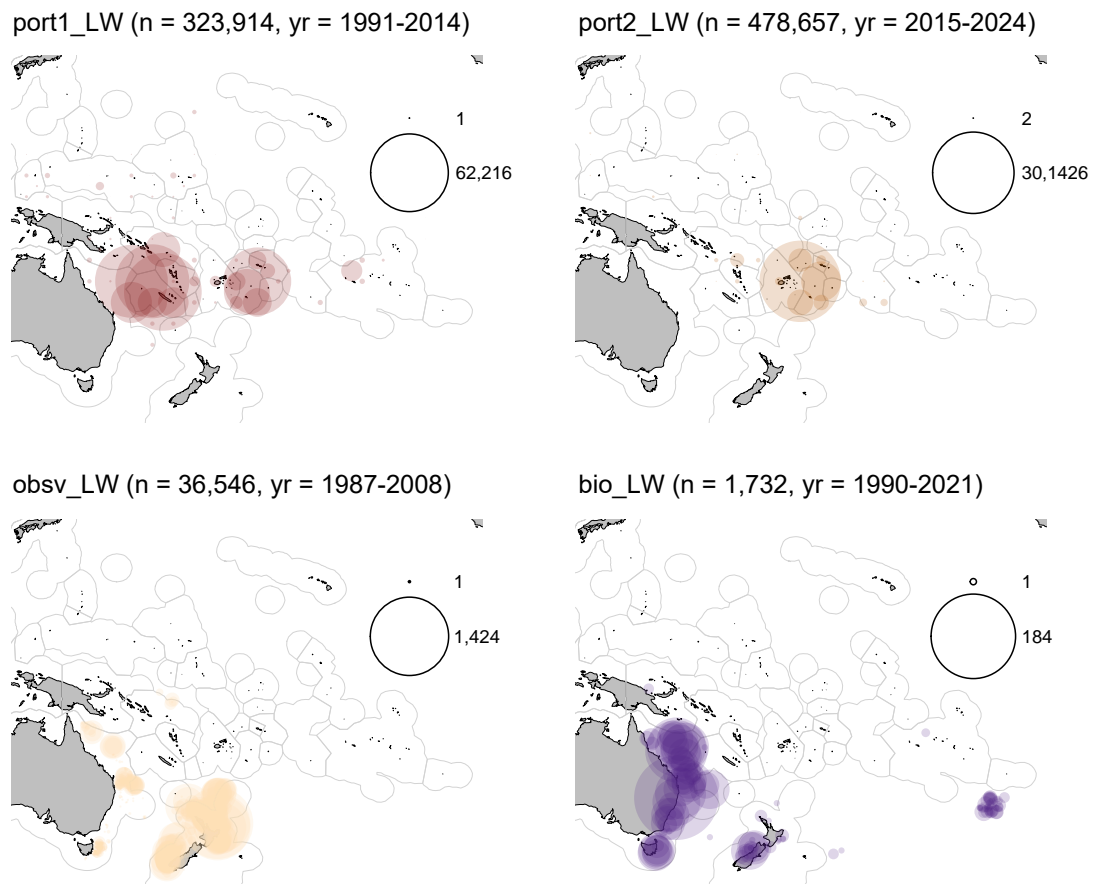 port1_LW (n = 323,914, yr = 1991-2014)
1
62,216
port2_LW (n = 478,657, yr = 2015-2024)
2
30,1426
obsv_LW (n = 36,546, yr = 1987-2008)
1
1,424
bio_LW (n = 1,732, yr = 1990-2021)
1
184